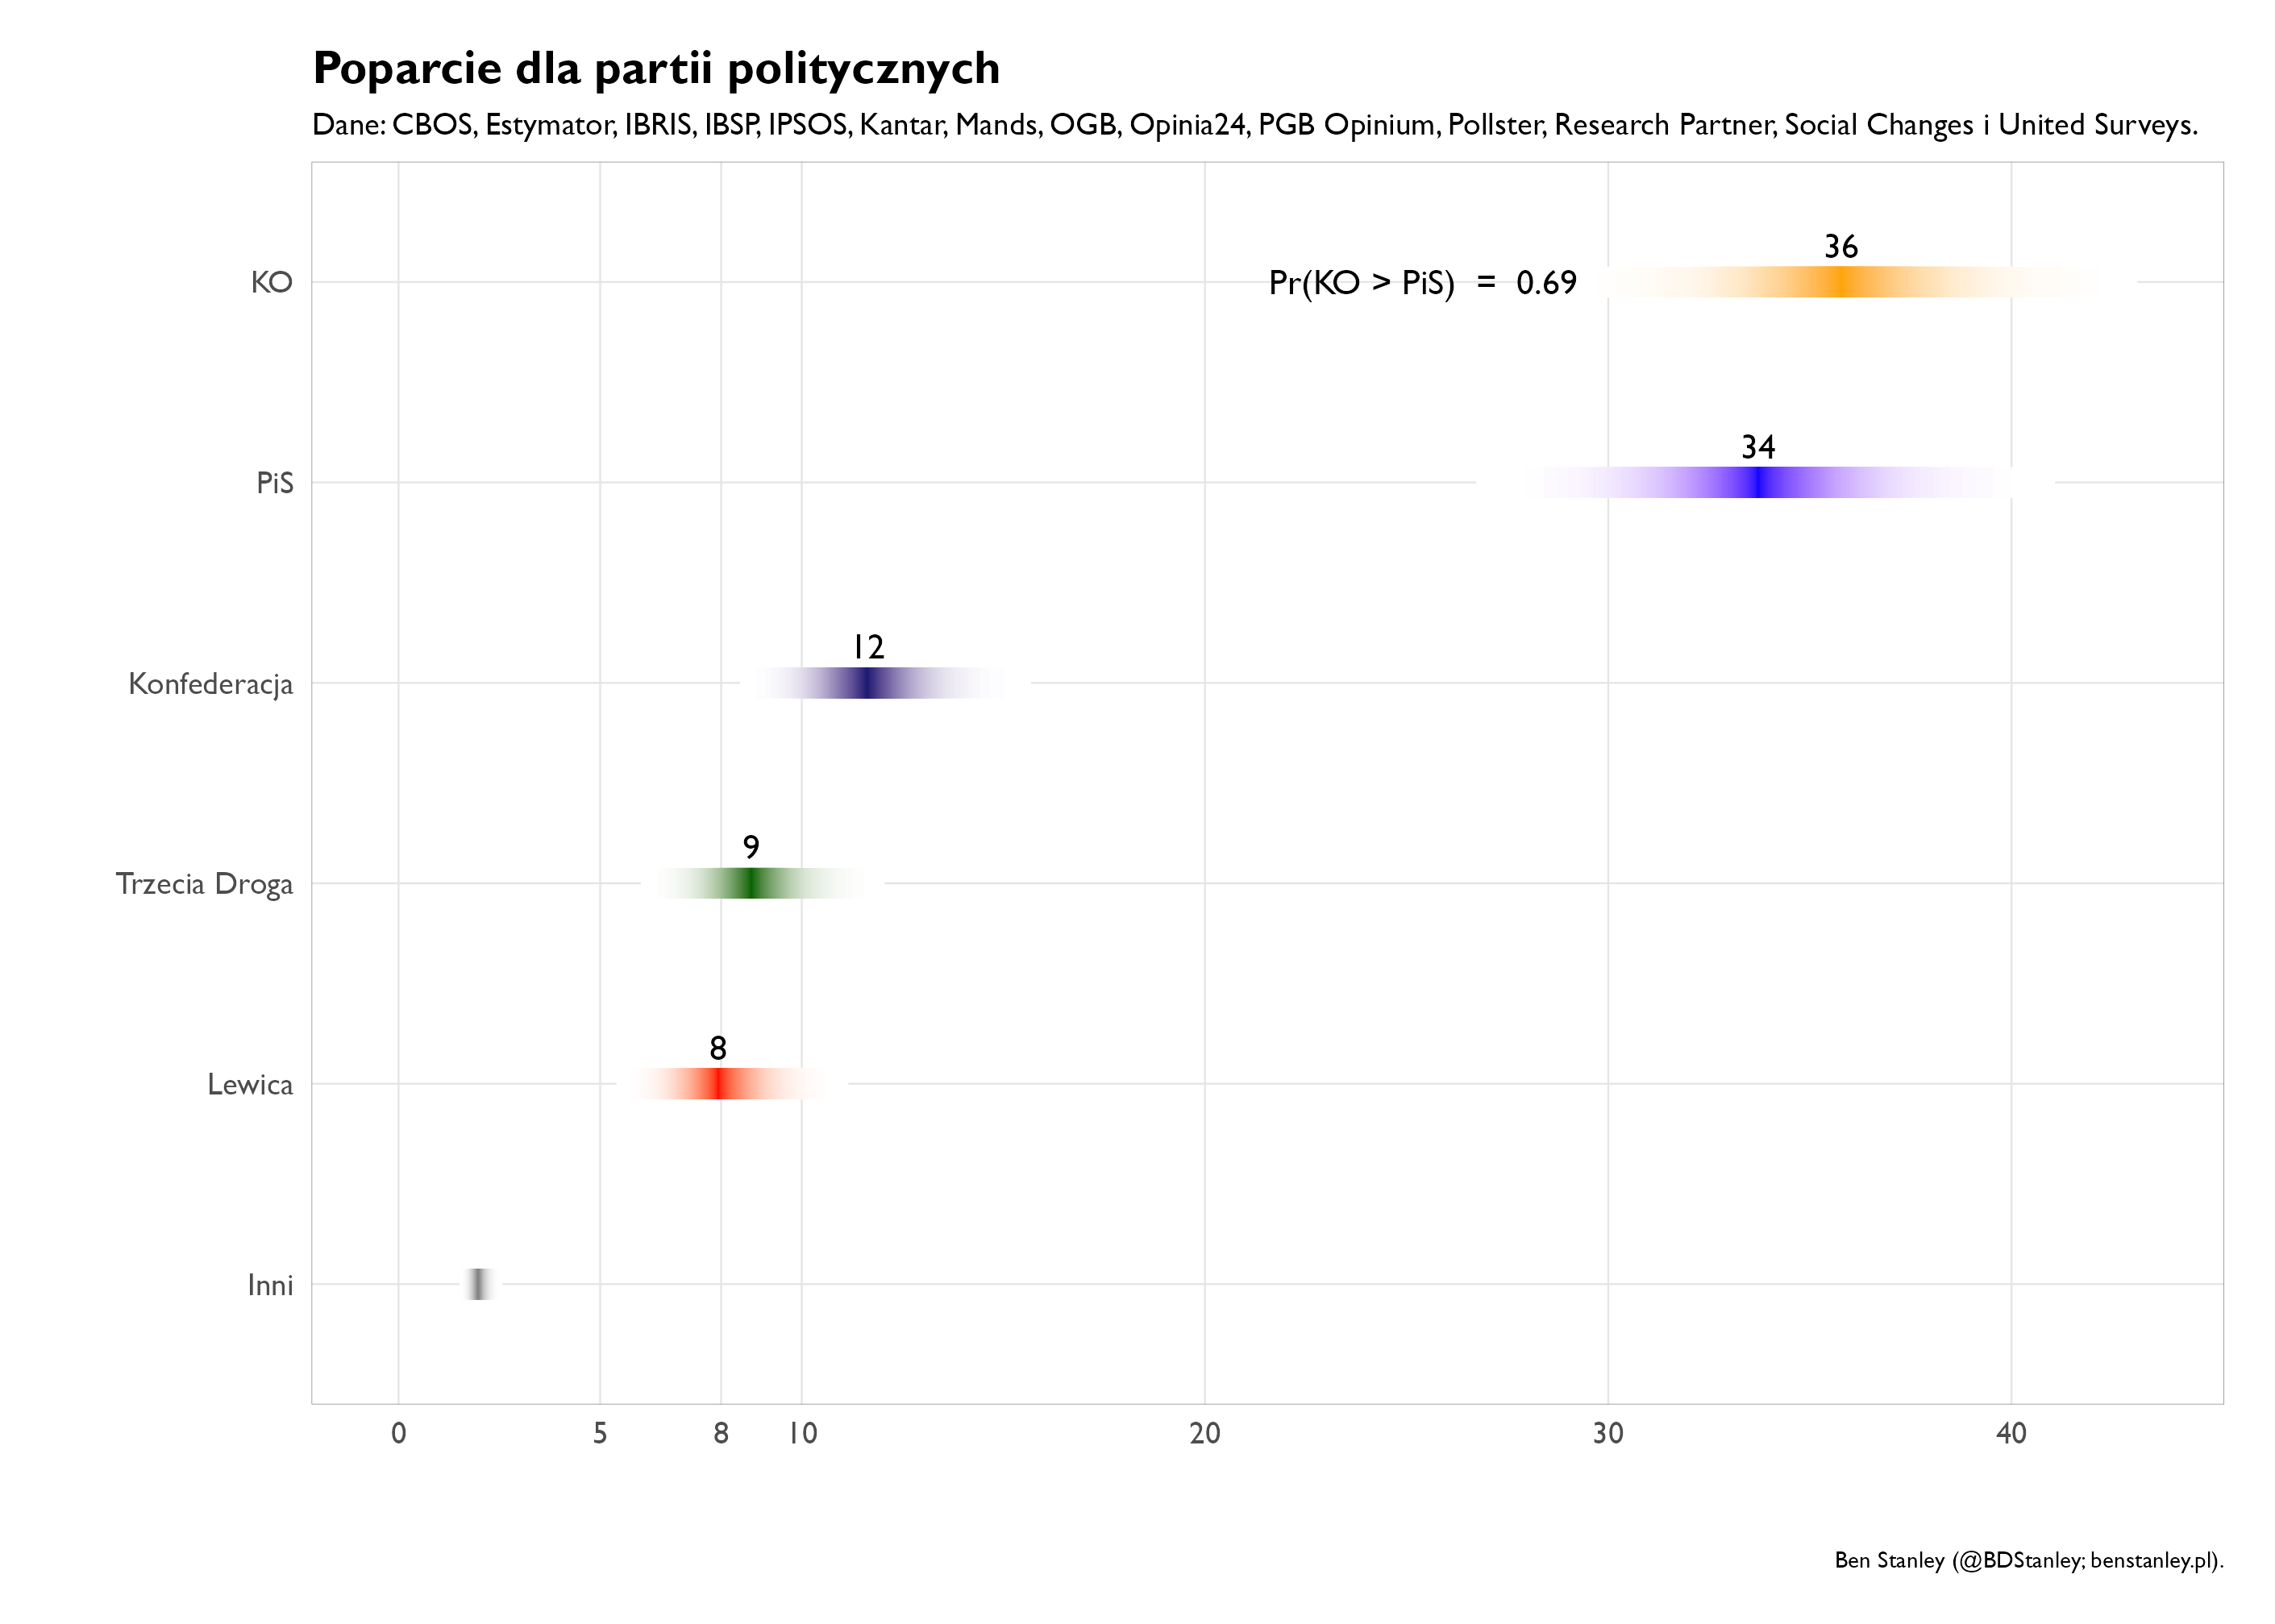 Poparcie dla partii politycznych
Dane: CBOS, Estymator, IBRIS, IBSP, IPSOS, Kantar, Mands, OGB, Opinia24, PGB Opinium, Pollster, Research Partner, Social Changes i United Surveys.
36
KO
Pr(KO > PiS) = 0.69
34
PiS
12
Konfederacja
9
Trzecia Droga
8
Lewica
Inni
0 5 8 10 20 30 40
Ben Stanley (@BDStanley; benstanley.pl).